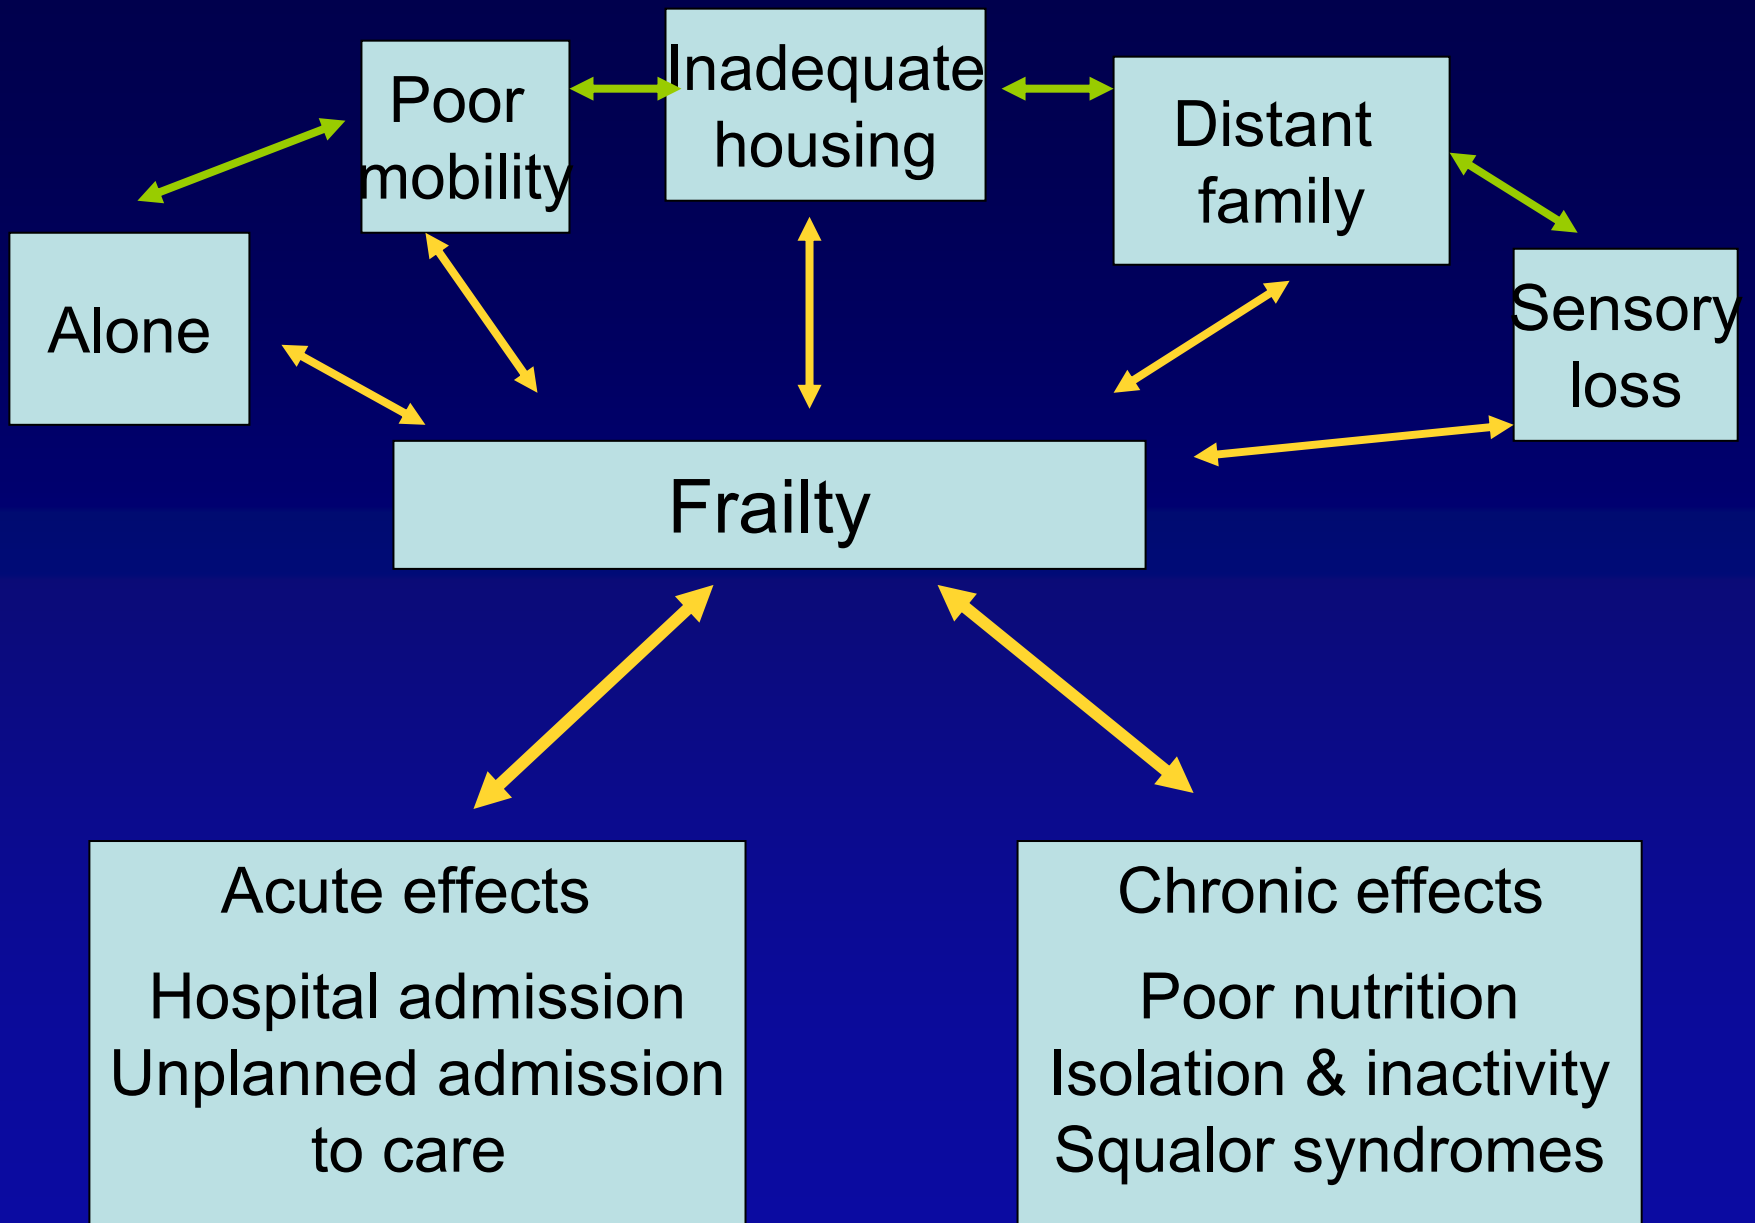 Alone
Poor
mobility
Inadequate
housing
Distant
family
Sensory
loss
Frailty
Acute effects
Hospital admission
Unplanned admission
to care
Chronic effects
Poor nutrition
Isolation & inactivity
Squalor syndromes